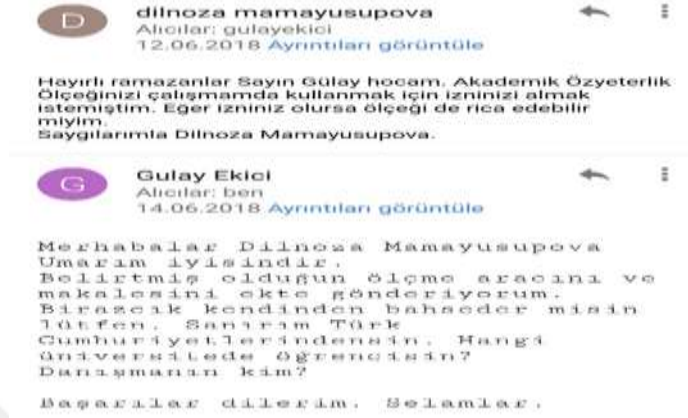 D
dilnoza mamayusupova
Alıcılar: gulayekici
12.06.2018 Ayrıntıları görüntüle
Hayırlı ramazanlar Sayın Gülay hocam. Akademik Özyeterlik
Ölçeğinizi çalışmamda kullanmak için izninizi almak
istemiştim. Eğer izniniz olursa ölçeği de rica edebilir
miyim.
Saygılarımla Dilnoza Mamayusupova.
G
Gulay Ekici
Alıcılar: ben
14.06.2018 Ayrıntıları görüntüle
Merhabalar Dilnoza Mamayusupova
Umarım iyisindir.
Belirtmiş olduğun ölçme aracını ve
makalesini ekte gönderiyorum.
Birazcık kendinden bahseder misin
lütfen. Sanırım Türk
Cumhuriyetlerindensin. Hangi
üniversitede öğrencisin?
Danışmanın kim?
Başarılar dilerim. Selamlar.